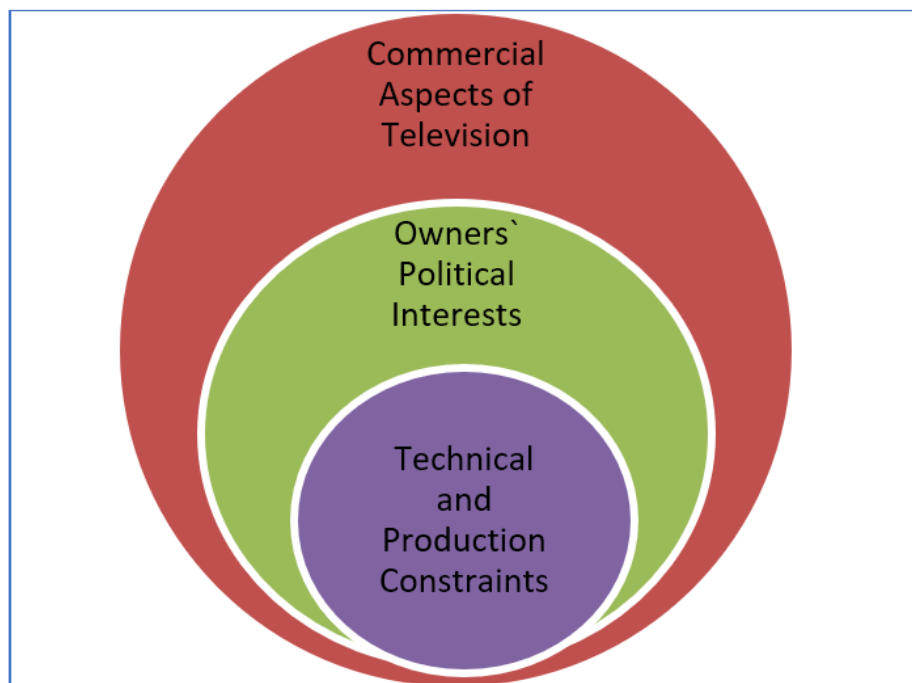 Commercial
Aspects of
Television
Owners`
Political
Interests
Technical
and
Production
Constraints